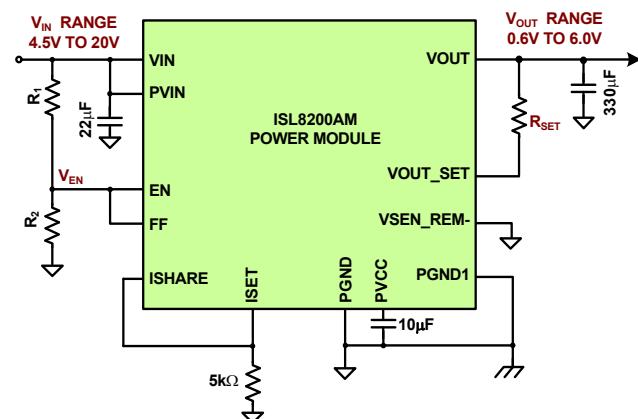 VIN RANGE
4.5V TO 20V
VOUT RANGE
0.6V TO 6.0V
VIN
VOUT
PVIN
R1
22µF
ISL8200AM
POWER MODULE
RSET
330µF
VOUT_SET
VEN
EN
FF
R2
VSEN_REM-
ISHARE
ISET
PGND
PVCC
PGND1
10µF
5kΩ